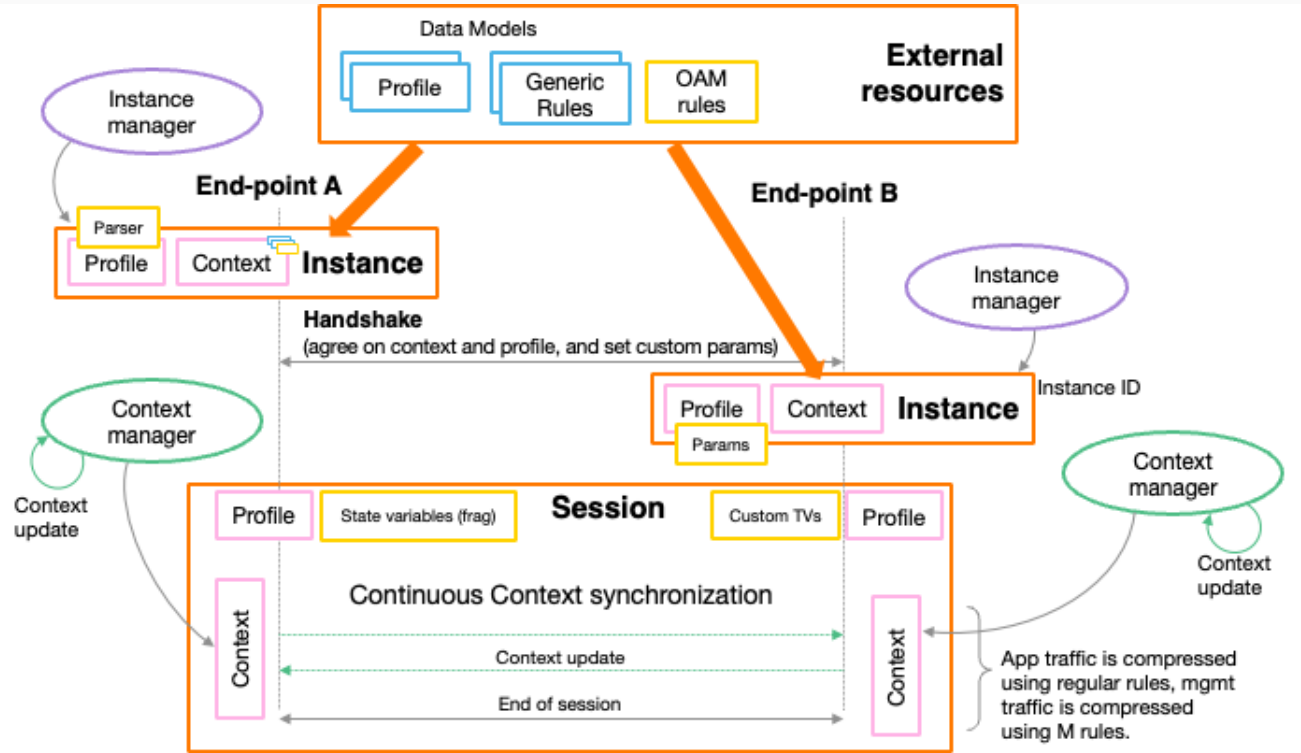 Data Models
External
resources
Profile
Generic
Rules
OAM
rules
Instance
manager
End-point A
End-point B
Parser
Profile
Context
Instance
Instance
manager
Handshake
(agree on context and profile, and set custom params)
Instance ID
Profile
Context
Instance
Params
Context
manager
Context
update
Context
manager
Context
update
Profile
State variables (frag)
Session
Custom TVs
Profile
Continuous Context synchronization
Context
Context
Context update
End of session
App traffic is compressed
using regular rules, mgmt
traffic is compressed
using M rules.